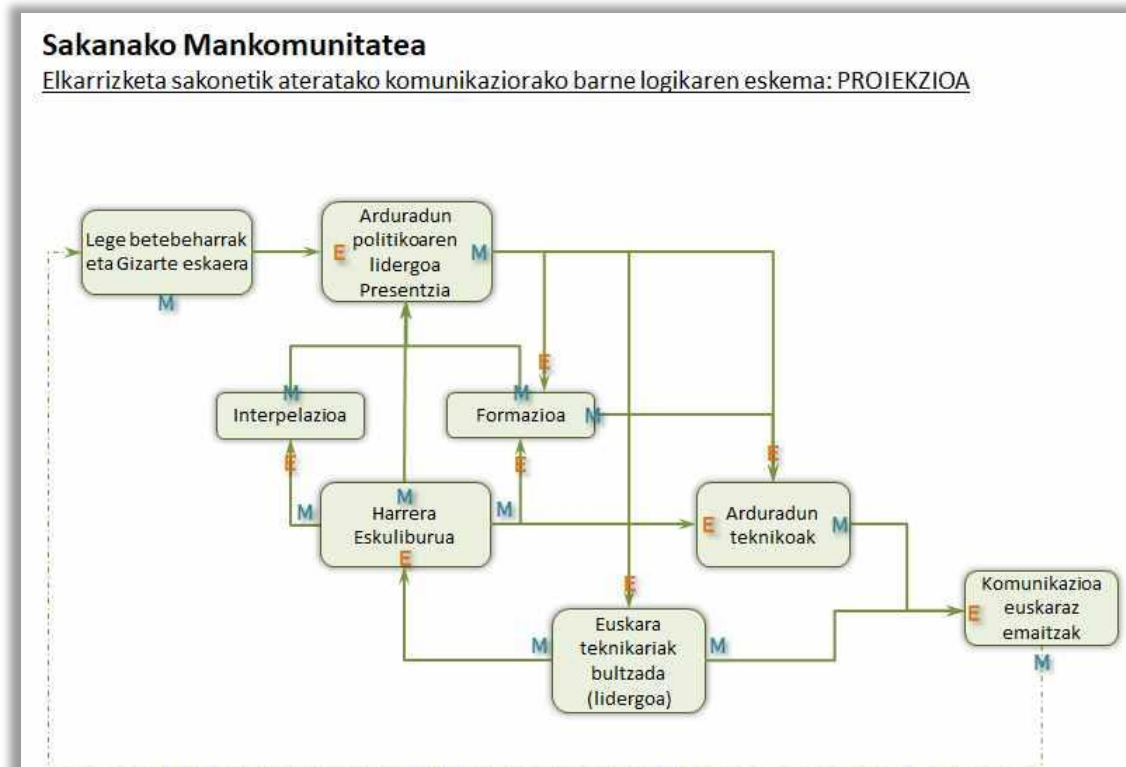 Sakanako Mankomunitatea
Elkarrizketa sakonetik ateratako komunikaziorako barne logikaren eskema: PROIEKZIOA
Lege betebeharrak
eta Gizarte eskaera
M
Arduradun
politikoaren
lidergoa
Presentzia
E
M
E
M
Interpelazioa
M
Formazioa
M
E
E
E
M
M
Harrera
Eskuliburua
M
E
E
Arduradun
teknikoak
M
E
Euskara
teknikariak
bultzada
(lidergoa)
M
M
Komunikazioa
euskaraz
emaitzak
E
M